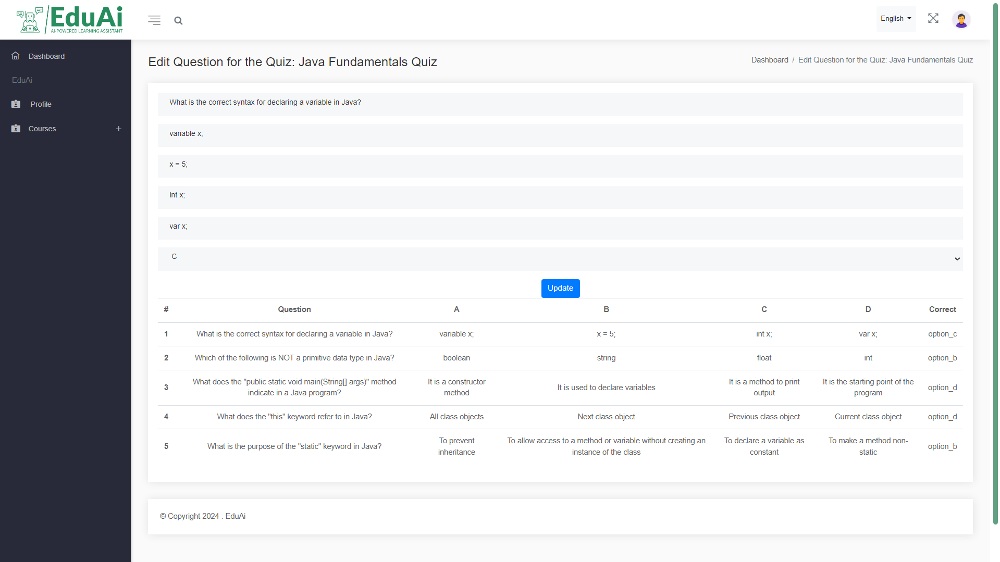 EduAi
AI-POWERED LEARNING ASSISTANT
English
Dashboard
EduAi
Profile
Courses
Edit Question for the Quiz: Java Fundamentals Quiz
Dashboard / Edit Question for the Quiz: Java Fundamentals Quiz
What is the correct syntax for declaring a variable in Java?
variable x;
x = 5;
int x;
var x;
C
Update
# Question A B C D Correct
1 What is the correct syntax for declaring a variable in Java? variable x; x = 5; int x; var x; option_c
2 Which of the following is NOT a primitive data type in Java? boolean string float int option_b
3 What does the "public static void main(String[] args)" method
indicate in a Java program?
It is a constructor
method
It is used to declare variables
It is a method to print
output
It is the starting point of the
program
option_d
4 What does the "this" keyword refer to in Java? All class objects Next class object Previous class object Current class object option_d
5 What is the purpose of the "static" keyword in Java?
To prevent
inheritance
To allow access to a method or variable without creating an
instance of the class
To declare a variable as
constant
To make a method non-
static
option_b
© Copyright 2024 . EduAi